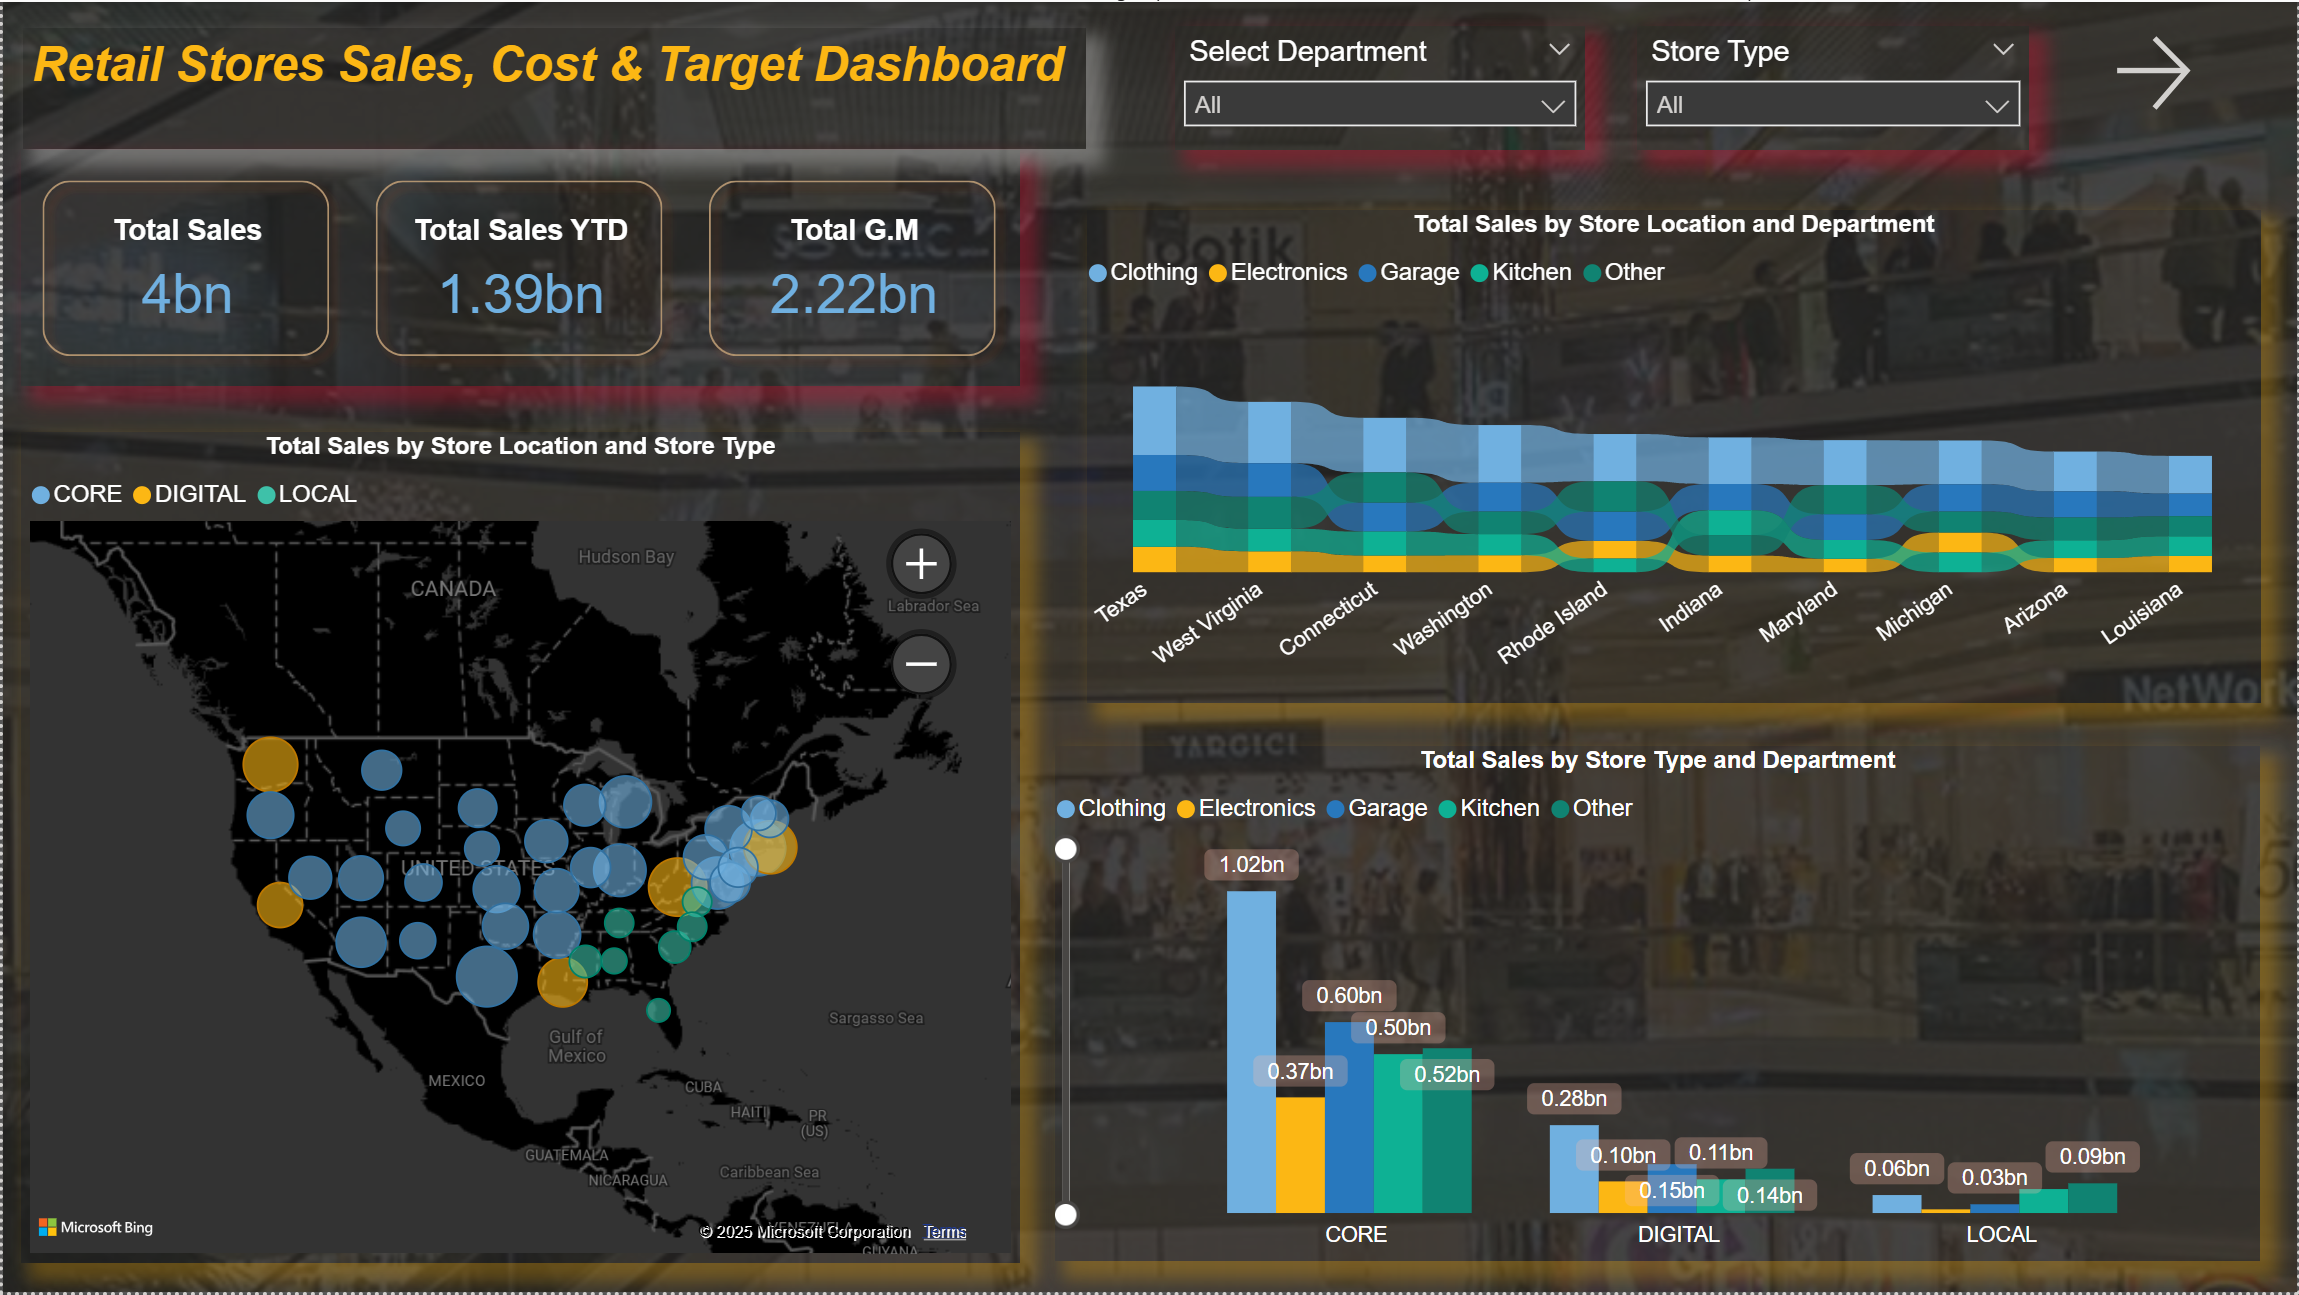 Retail Stores Sales, Cost & Target Dashboard
Select Department
All
Store Type
All
Total Sales
4bn
Total Sales YTD
1.39bn
Total G.M
2.22bn
Total Sales by Store Location and Department
Clothing Electronics Garage Kitchen Other
Texas
West Virginia
Connecticut
Washington
Rhode Island
Indiana
Maryland
Michigan
Arizona
Louisiana
Total Sales by Store Location and Store Type
CORE DIGITAL LOCAL
Hudson Bay
CANADA
Labrador Sea
UNITED STATES
Sargasso Sea
Gulf of
Mexico
MEXICO
CUBA
HAITI
PR
(US)
GUATEMALA
Caribbean Sea
NICARAGUA
VENEZUELA
GUYANA
Microsoft Bing
© 2025 Microsoft Corporation Terms
NetWork
YARGICI
Total Sales by Store Type and Department
Clothing Electronics Garage Kitchen Other
1.02bn
0.60bn
0.50bn
0.37bn
0.52bn
0.28bn
0.10bn
0.11bn
0.15bn
0.14bn
0.06bn
0.03bn
0.09bn
CORE
DIGITAL
LOCAL